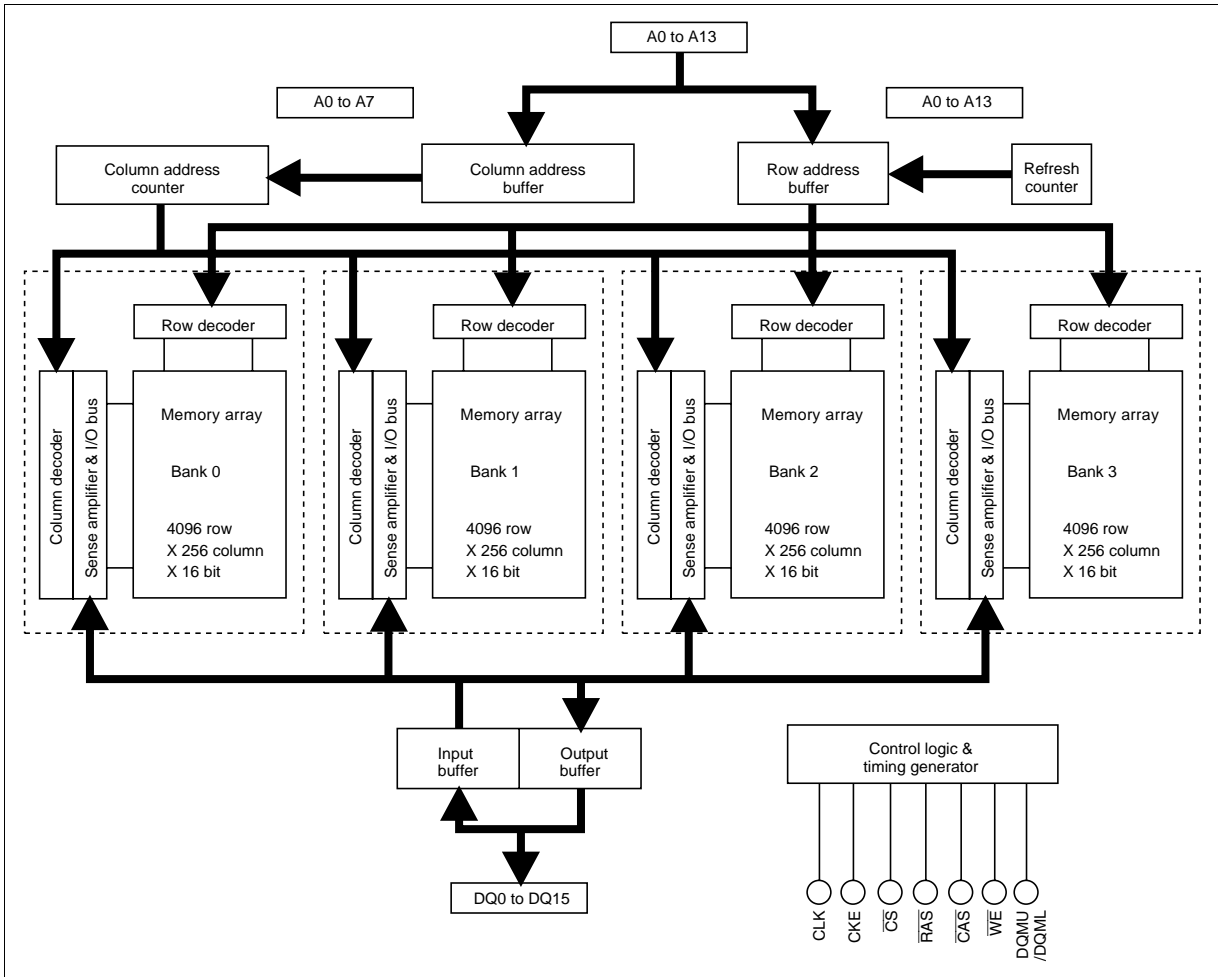 A0 to A13
A0 to A7
A0 to A13
Column address
counter
Column address
buffer
Row address
buffer
Refresh
counter
Row decoder
Row decoder
Row decoder
Row decoder
Column decoder
Sense amplifier & I/O bus
Memory array
Bank 0
4096 row
X 256 column
X 16 bit
Column decoder
Sense amplifier & I/O bus
Memory array
Bank 1
4096 row
X 256 column
X 16 bit
Column decoder
Sense amplifier & I/O bus
Memory array
Bank 2
4096 row
X 256 column
X 16 bit
Column decoder
Sense amplifier & I/O bus
Memory array
Bank 3
4096 row
X 256 column
X 16 bit
Input
buffer
Output
buffer
Control logic &
timing generator
DQ0 to DQ15
CLK
CKE
C̅S̅
R̅A̅S̅
C̅A̅S̅
W̅E̅
DQMU
/DQML